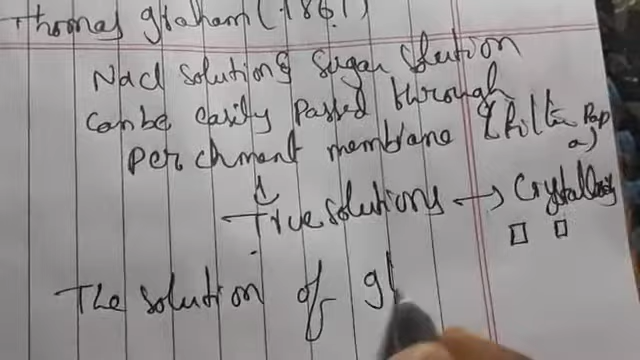 Thomas graham (1861)
Nacl solution & Sugar Solution
Can be easily Passed through
Perchment membrane & filter Pap
True solutions → Crystalloids
The solution of gl